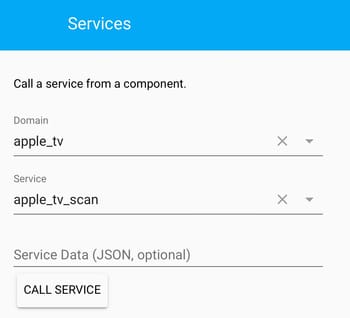 Services
Call a service from a component.
Domain
apple_tv
Service
apple_tv_scan
Service Data (JSON, optional)
CALL SERVICE